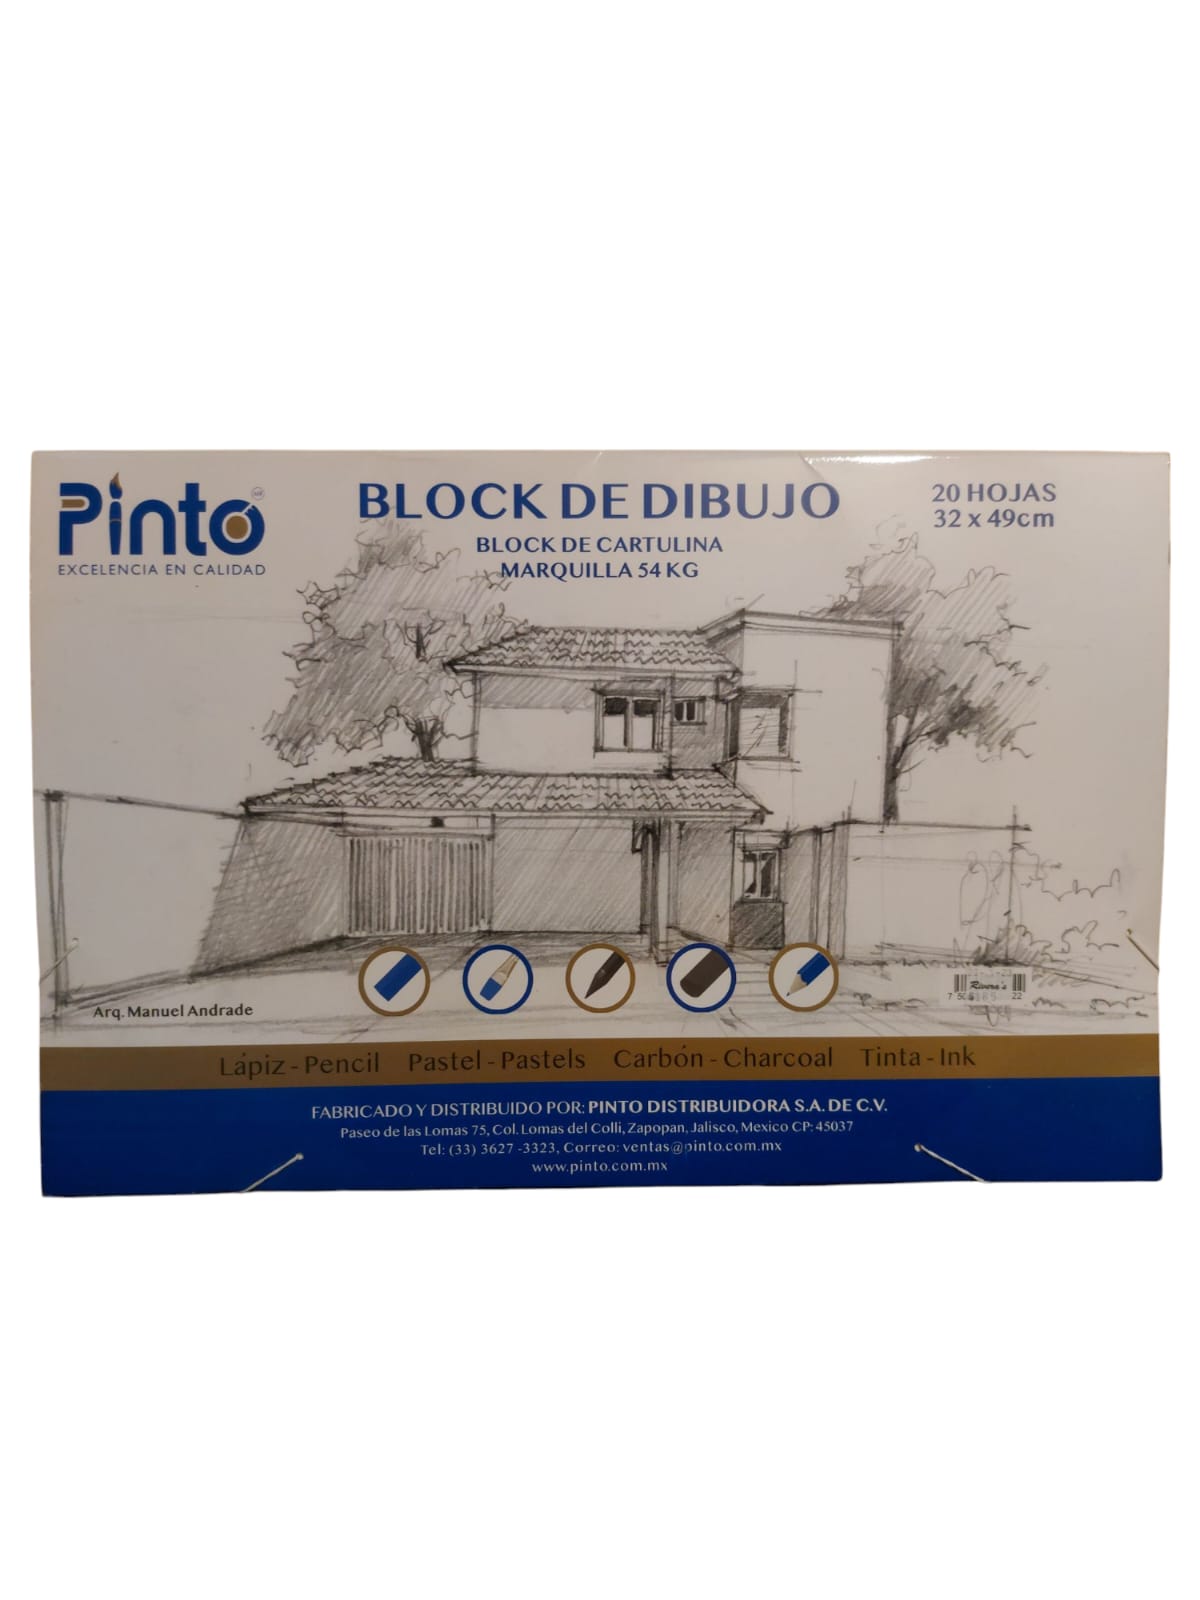 Pinto MR
EXCELENCIA EN CALIDAD
BLOCK DE DIBUJO
BLOCK DE CARTULINA
MARQUILLA 54 KG
20 HOJAS
32 x 49cm
Arq. Manuel Andrade
Rivera's
22
Lápiz - Pencil Pastel - Pastels Carbón - Charcoal Tinta - Ink
FABRICADO Y DISTRIBUIDO POR: PINTO DISTRIBUIDORA S.A. DE C.V.
Paseo de las Lomas 75, Col. Lomas del Colli, Zapopan, Jalisco, Mexico CP: 45037
Tel: (33) 3627 -3323, Correo: ventas@pinto.com.mx
www.pinto.com.mx